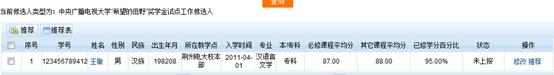 查询
当前候选人类型为：中央广播电视大学"希望的田野"奖学金试点工作候选人
推荐 推荐表
序号 学号 姓名 性别 民族 出生年月 所在教学点 入学时间 专业 本/专科 必修课程平均分 其它课程平均分 已修学分百分比 状态 操作
1 123456789412 王敏 男 汉族 198208 荆州电大校本部 2011-04-01 汉语言文学 专科 87.00 88.00 95.00% 未上报 修改 推荐